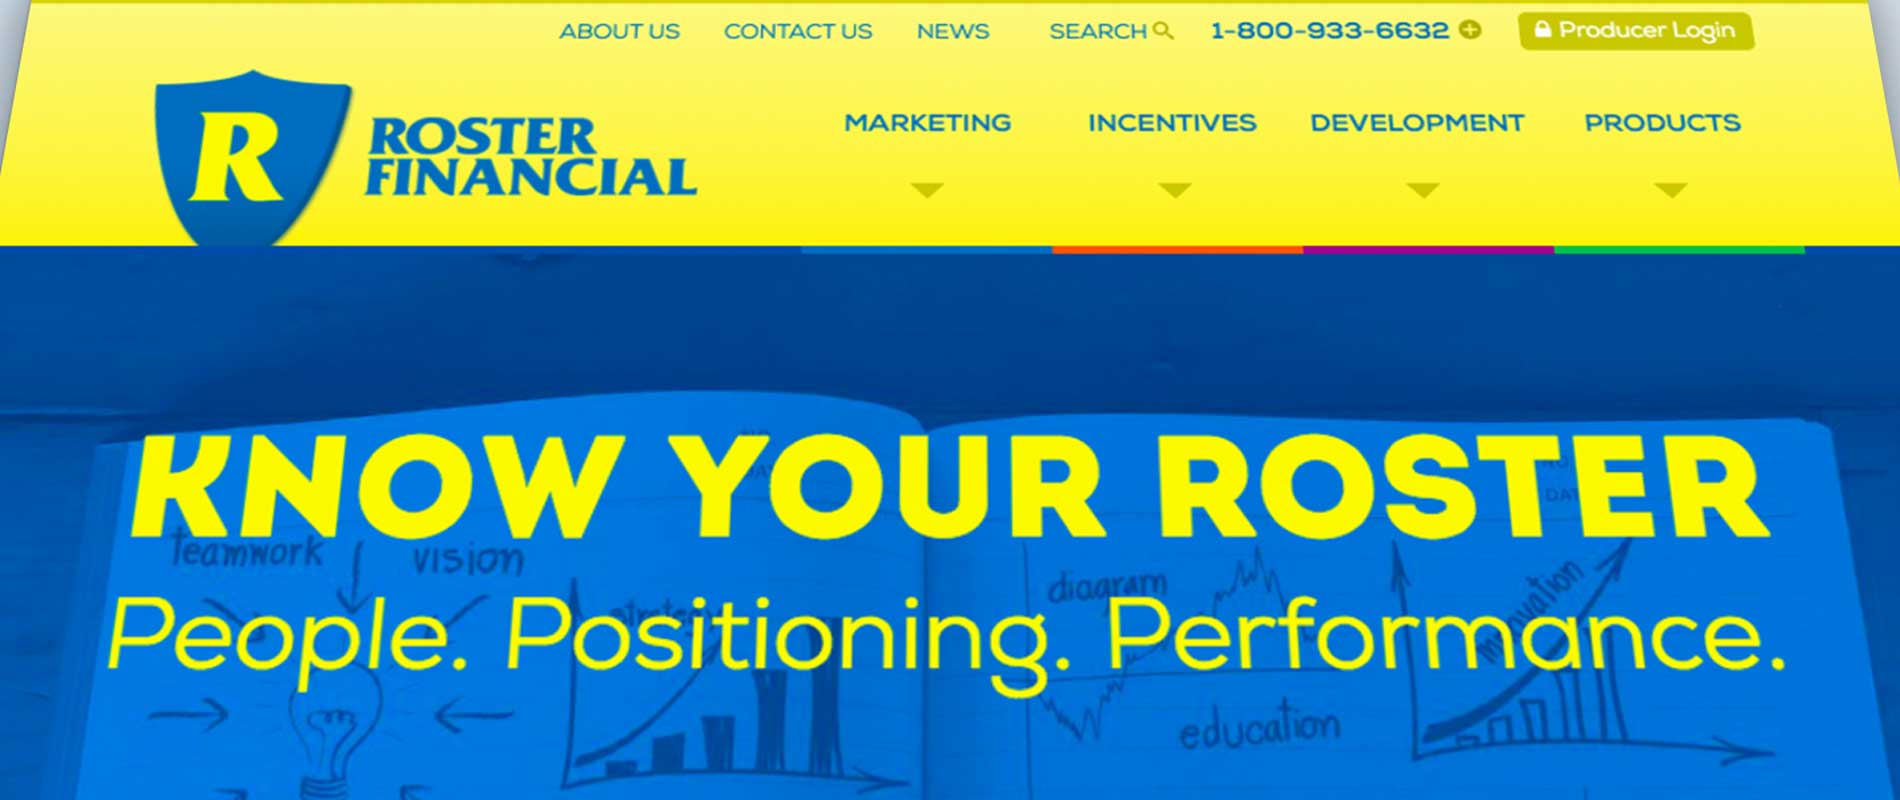 ABOUT US CONTACT US NEWS SEARCH 1-800-933-6632 Producer Login
R
ROSTER
FINANCIAL
MARKETING INCENTIVES DEVELOPMENT PRODUCTS
KNOW YOUR ROSTER
teamwork vision
People. Positioning. Performance.
strategy
diagram
motivation
education